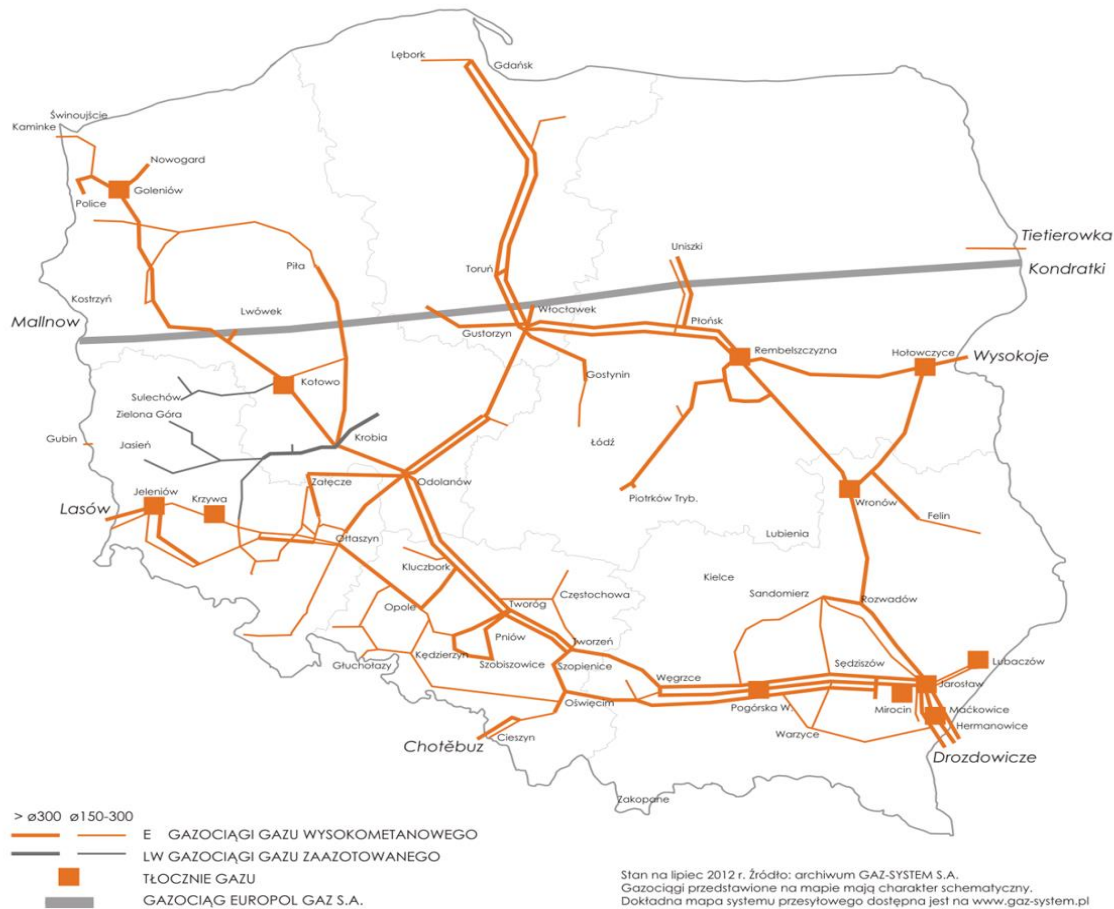 Lębork
Gdańsk
Świnoujście
Kaminke
Nowogard
Goleniów
Police
Tietierowka
Uniszki
Kondratki
Toruń
Piła
Kostrzyń
Lwówek
Włocławek
Mallnow
Gustorzyn
Płońsk
Rembelszczyzna
Hołowczyce
Wysokoje
Gostynin
Kotowo
Sulechów
Zielona Góra
Gubin
Jasień
Krobia
Łódź
Załęcze
Odolanów
Jeleniów
Krzywa
Piotrków Tryb.
Wronów
Lasów
Felin
Lubienia
Ołtaszyn
Kluczbork
Kielce
Częstochowa
Sandomierz
Rozwadów
Tworóg
Opole
Pniów
Tworzeń
Kędzierzyn
Szobiszowice
Szopienice
Sędziszów
Lubaczów
Głuchołazy
Węgrzce
Jarosław
Oświęcim
Pogórska W.
Mirocin
Maćkowice
Hermanowice
Cieszyn
Warzyce
Chotěbuz
Drozdowicze
Zakopane
> ø300 ø150-300
E GAZOCIĄGI GAZU WYSOKOMETANOWEGO
LW GAZOCIĄGI GAZU ZAAZOTOWANEGO
TŁOCZNIE GAZU
GAZOCIĄG EUROPOL GAZ S.A.
Stan na lipiec 2012 r. Źródło: archiwum GAZ-SYSTEM S.A.
Gazociągi przedstawione na mapie mają charakter schematyczny.
Dokładna mapa systemu przesyłowego dostępna jest na www.gaz-system.pl